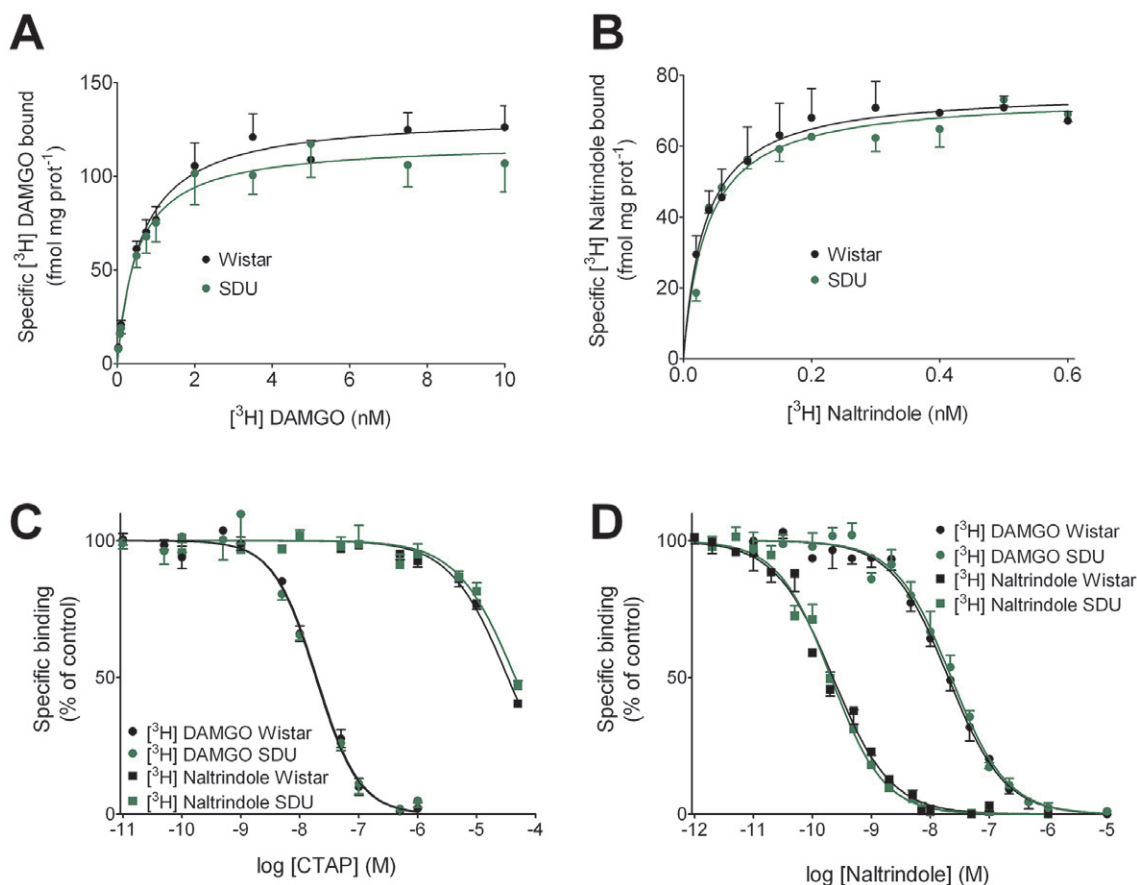 A
Specific [³H] DAMGO bound
(fmol mg prot⁻¹)
150
100
50
0
0
2
4
6
8
10
Wistar
SDU
[³H] DAMGO (nM)
B
Specific [³H] Naltrindole bound
(fmol mg prot⁻¹)
80
60
40
20
0
0.0
0.2
0.4
0.6
Wistar
SDU
[³H] Naltrindole (nM)
C
Specific binding
(% of control)
100
50
0
[³H] DAMGO Wistar
[³H] DAMGO SDU
[³H] Naltrindole Wistar
[³H] Naltrindole SDU
-11
-10
-9
-8
-7
-6
-5
-4
log [CTAP] (M)
D
Specific binding
(% of control)
100
50
0
[³H] DAMGO Wistar
[³H] DAMGO SDU
[³H] Naltrindole Wistar
[³H] Naltrindole SDU
-12
-11
-10
-9
-8
-7
-6
-5
log [Naltrindole] (M)